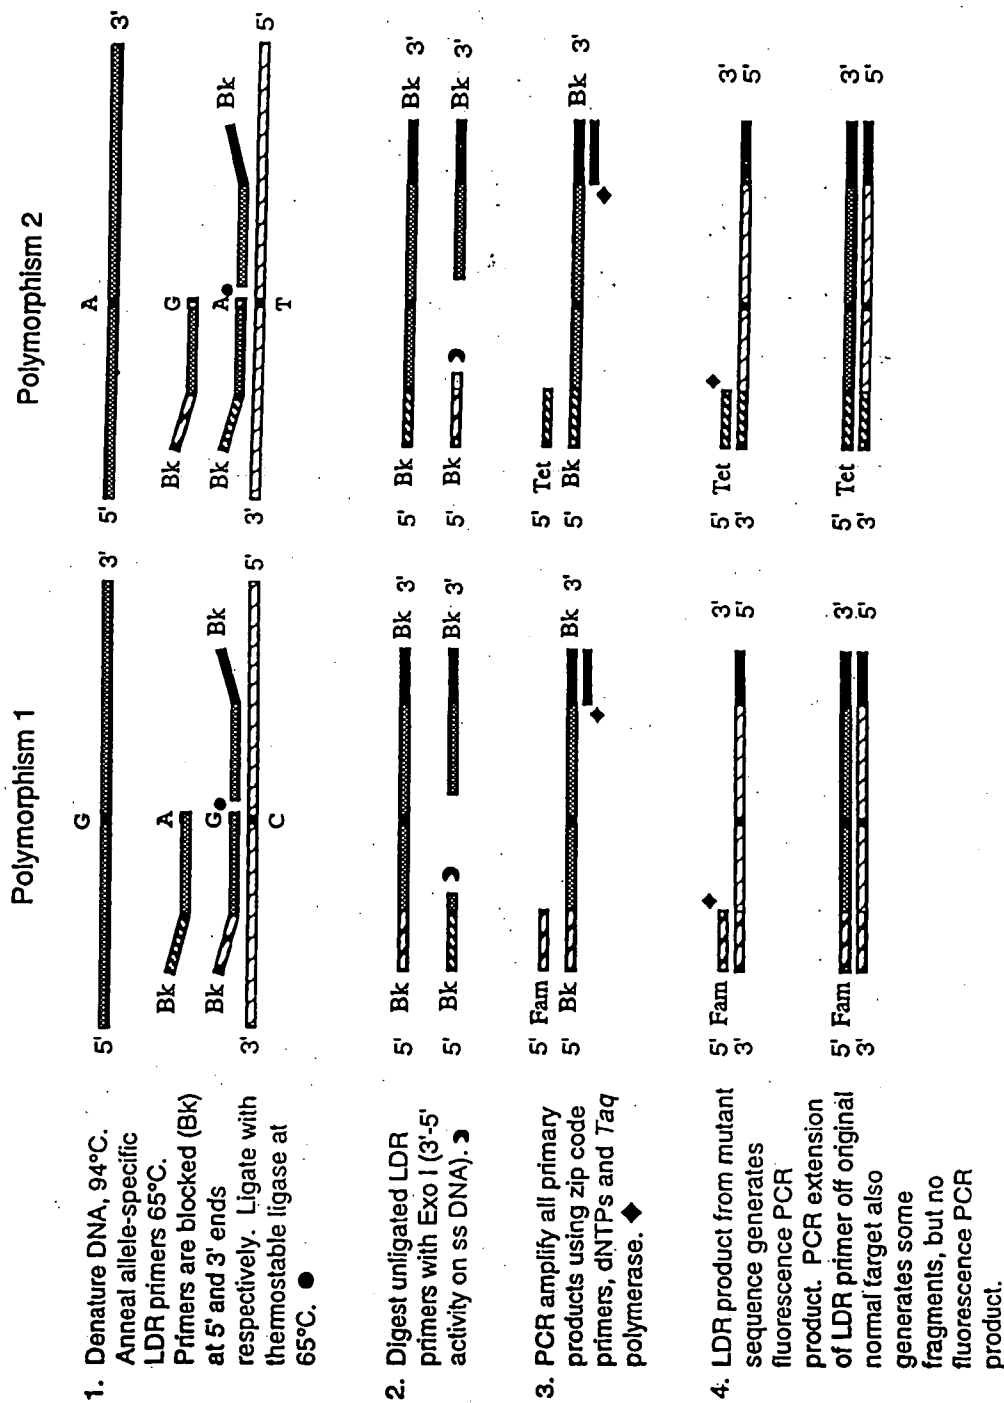 Polymorphism 1
Polymorphism 2
1. Denature DNA, 94°C.
Anneal allele-specific
LDR primers 65°C.
Primers are blocked (Bk)
at 5' and 3' ends
respectively. Ligate with
thermostable ligase at
65°C. ●
5' G 3'
Bk A
Bk G Bk
3' C 5'
5' A 3'
Bk G
Bk A Bk
3' T 5'
2. Digest unligated LDR
primers with Exo I (3'-5'
activity on ss DNA).
5' Bk Bk 3'
5' Bk Bk 3'
5' Bk Bk 3'
5' Bk Bk 3'
3. PCR amplify all primary
products using zip code
primers, dNTPs and Taq
polymerase. ◆
5' Fam
5' Bk Bk 3'
5' Tet
5' Bk Bk 3'
4. LDR product from mutant
sequence generates
fluorescence PCR
product. PCR extension
of LDR primer off original
normal target also
generates some
fragments, but no
fluorescence PCR
product.
5' Fam 3'
3' 5'
5' Fam 3'
3' 5'
5' Tet 3'
3' 5'
5' Tet 3'
3' 5'